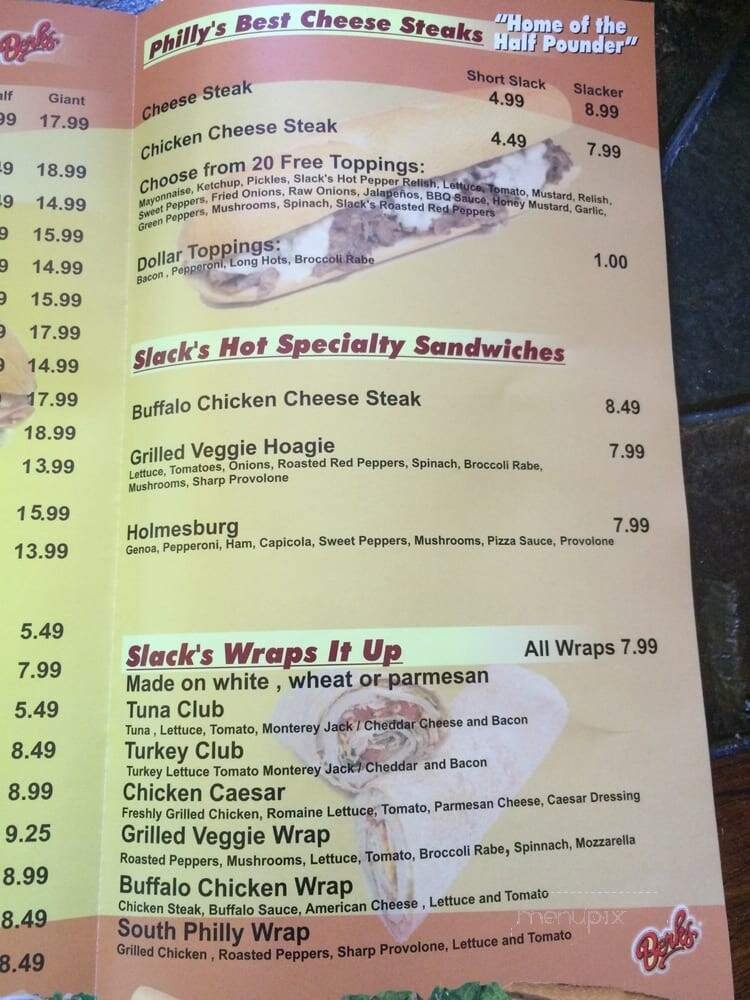 Berks
alf Giant
99 17.99
49 18.99
49 14.99
9 15.99
9 14.99
9 15.99
9 17.99
9 14.99
17.99
18.99
13.99
15.99
13.99
5.49
7.99
5.49
8.49
8.99
9.25
8.99
8.49
8.49
Philly's Best Cheese Steaks "Home of the
Half Pounder"
Short Slack Slacker
Cheese Steak 4.99 8.99
Chicken Cheese Steak 4.49 7.99
Choose from 20 Free Toppings:
Mayonnaise, Ketchup, Pickles, Slack's Hot Pepper Relish, Lettuce, Tomato, Mustard, Relish,
Sweet Peppers, Fried Onions, Raw Onions, Jalapeños, BBQ Sauce, Honey Mustard, Garlic,
Green Peppers, Mushrooms, Spinach, Slack's Roasted Red Peppers
Dollar Toppings: 1.00
Bacon , Pepperoni, Long Hots, Broccoli Rabe
Slack's Hot Specialty Sandwiches
Buffalo Chicken Cheese Steak 8.49
Grilled Veggie Hoagie 7.99
Lettuce, Tomatoes, Onions, Roasted Red Peppers, Spinach, Broccoli Rabe,
Mushrooms, Sharp Provolone
Holmesburg 7.99
Genoa, Pepperoni, Ham, Capicola, Sweet Peppers, Mushrooms, Pizza Sauce, Provolone
Slack's Wraps It Up All Wraps 7.99
Made on white , wheat or parmesan
Tuna Club
Tuna , Lettuce, Tomato, Monterey Jack / Cheddar Cheese and Bacon
Turkey Club
Turkey Lettuce Tomato Monterey Jack / Cheddar and Bacon
Chicken Caesar
Freshly Grilled Chicken, Romaine Lettuce, Tomato, Parmesan Cheese, Caesar Dressing
Grilled Veggie Wrap
Roasted Peppers, Mushrooms, Lettuce, Tomato, Broccoli Rabe, Spinnach, Mozzarella
Buffalo Chicken Wrap
Chicken Steak, Buffalo Sauce, American Cheese , Lettuce and Tomato
South Philly Wrap
Grilled Chicken , Roasted Peppers, Sharp Provolone, Lettuce and Tomato
menupix
Berks